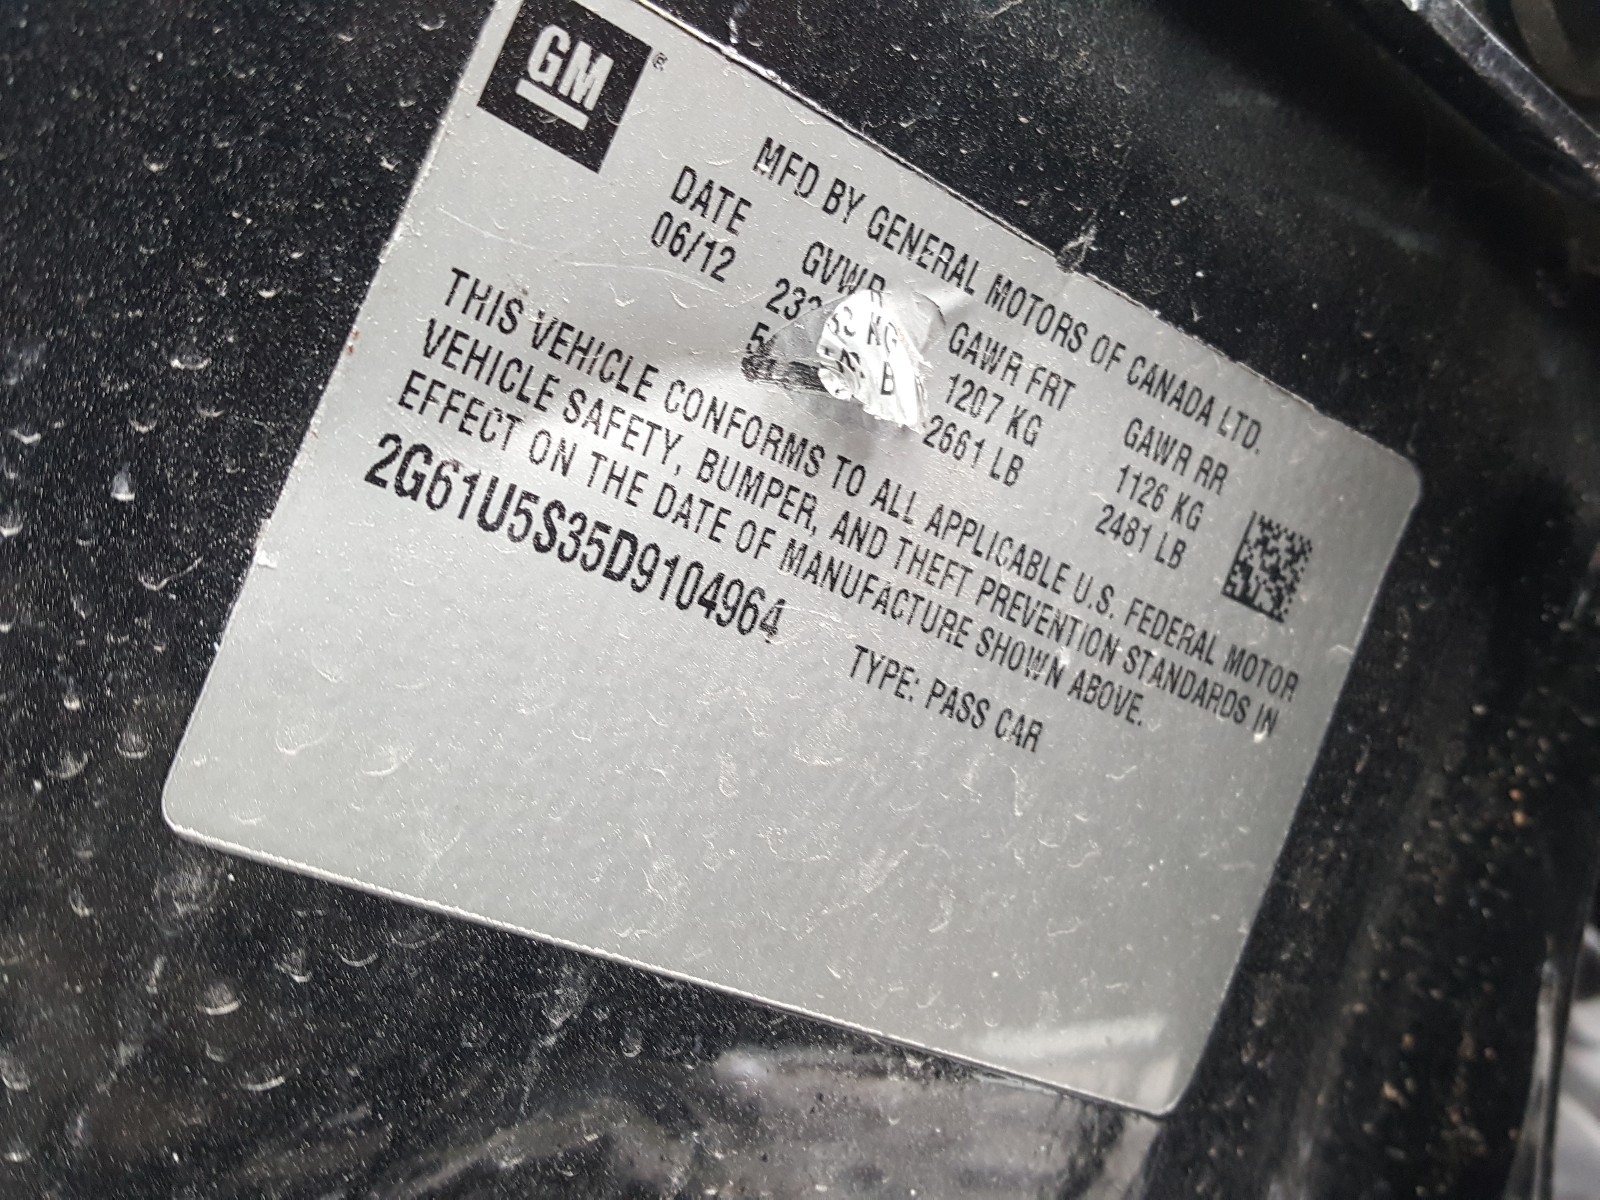 GM ®
MFD BY GENERAL MOTORS OF CANADA LTD.
DATE GVWR GAWR FRT GAWR RR
06/12 KG 1207 KG 1126 KG
2661 LB 2481 LB
THIS VEHICLE CONFORMS TO ALL APPLICABLE U.S. FEDERAL MOTOR
VEHICLE SAFETY, BUMPER, AND THEFT PREVENTION STANDARDS IN
EFFECT ON THE DATE OF MANUFACTURE SHOWN ABOVE.
2G61U5S35D9104964 TYPE: PASS CAR